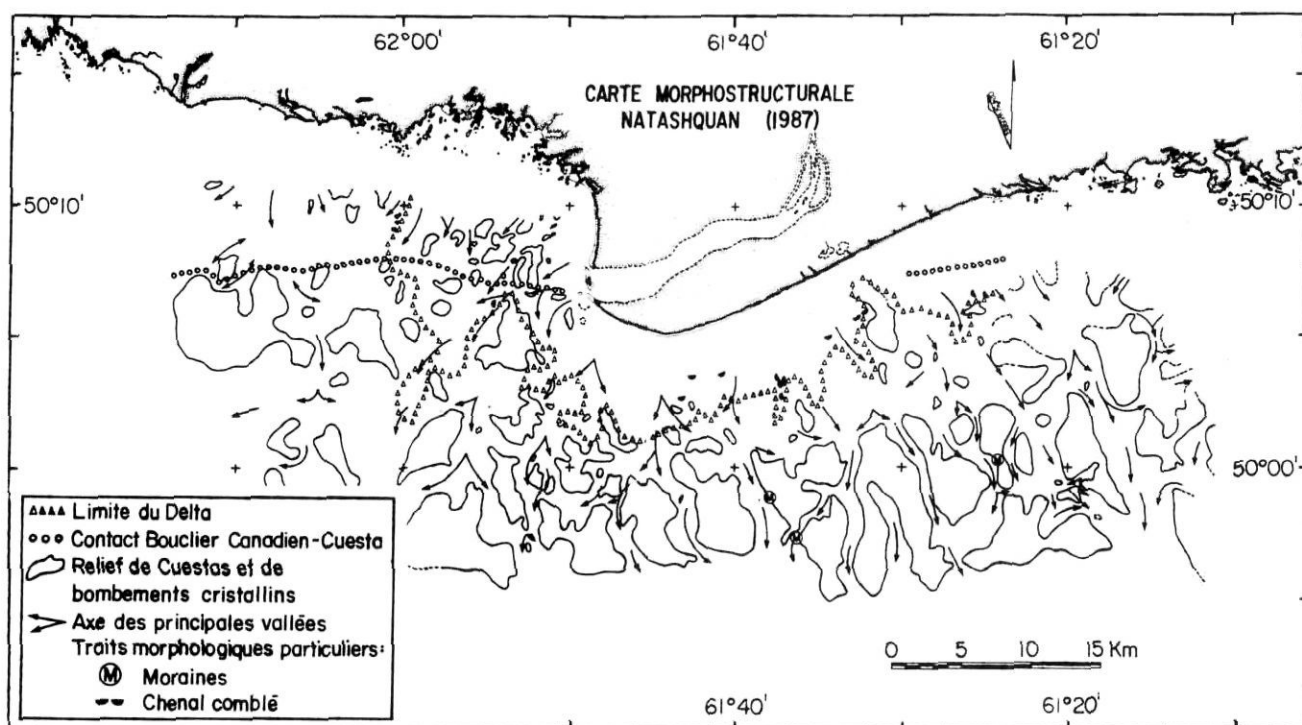 62°00' 61°40' 61°20'
CARTE MORPHOSTRUCTURALE
NATASHQUAN (1987)
50°10' 50°10'
M
50°00'
M
M
Limite du Delta
Contact Bouclier Canadien-Cuesta
Relief de Cuestas et de
bombements cristallins
Axe des principales vallées
Traits morphologiques particuliers:
M Moraines
Chenal comblé
0 5 10 15 Km
61°40' 61°20'